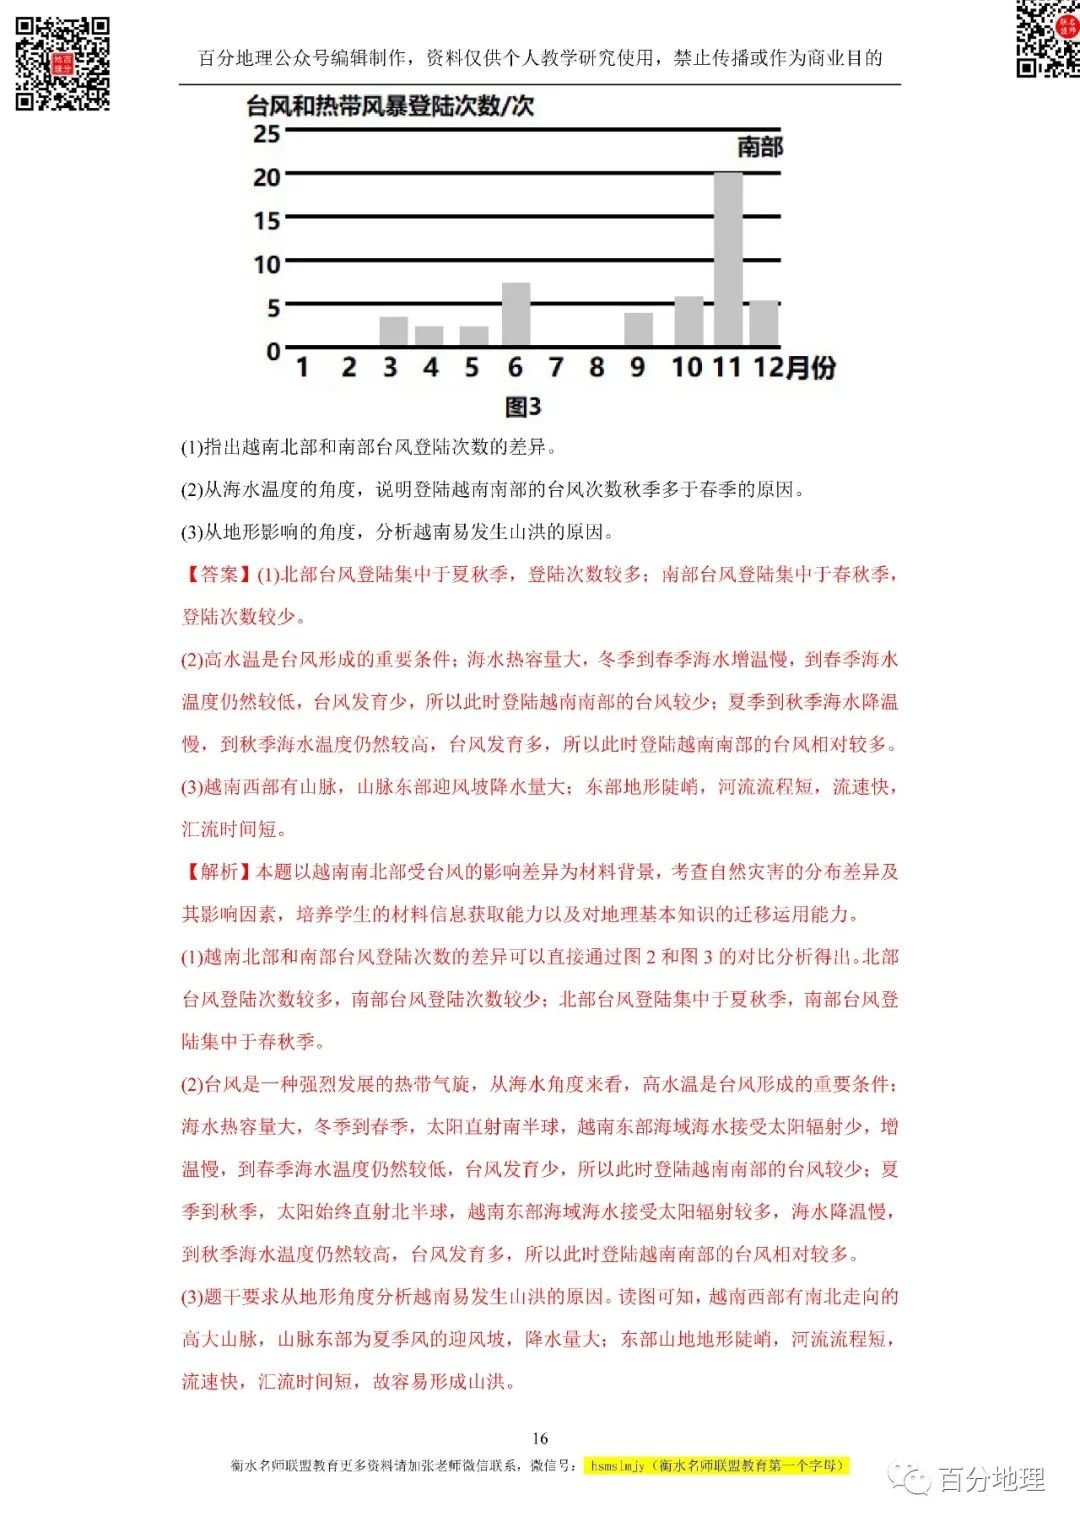 百分地理公众号编辑制作，资料仅供个人教学研究使用，禁止传播或作为商业目的
台风和热带风暴登陆次数/次
25
南部
20
15
10
5
0
1 2 3 4 5 6 7 8 9 10 11 12月份
图3
(1)指出越南北部和南部台风登陆次数的差异。
(2)从海水温度的角度，说明登陆越南南部的台风次数秋季多于春季的原因。
(3)从地形影响的角度，分析越南易发生山洪的原因。
【答案】(1)北部台风登陆集中于夏秋季，登陆次数较多；南部台风登陆集中于春秋季，
登陆次数较少。
(2)高水温是台风形成的重要条件；海水热容量大，冬季到春季海水增温慢，到春季海水
温度仍然较低，台风发育少，所以此时登陆越南南部的台风较少；夏季到秋季海水降温
慢，到秋季海水温度仍然较高，台风发育多，所以此时登陆越南南部的台风相对较多。
(3)越南西部有山脉，山脉东部迎风坡降水量大；东部地形陡峭，河流流程短，流速快，
汇流时间短。
【解析】本题以越南南北部受台风的影响差异为材料背景，考查自然灾害的分布差异及
其影响因素，培养学生的材料信息获取能力以及对地理基本知识的迁移运用能力。
(1)越南北部和南部台风登陆次数的差异可以直接通过图 2 和图 3 的对比分析得出。北部
台风登陆次数较多，南部台风登陆次数较少；北部台风登陆集中于夏秋季，南部台风登
陆集中于春秋季。
(2)台风是一种强烈发展的热带气旋，从海水角度来看，高水温是台风形成的重要条件；
海水热容量大，冬季到春季，太阳直射南半球，越南东部海域海水接受太阳辐射少，增
温慢，到春季海水温度仍然较低，台风发育少，所以此时登陆越南南部的台风较少；夏
季到秋季，太阳始终直射北半球，越南东部海域海水接受太阳辐射较多，海水降温慢，
到秋季海水温度仍然较高，台风发育多，所以此时登陆越南南部的台风相对较多。
(3)题干要求从地形角度分析越南易发生山洪的原因。读图可知，越南西部有南北走向的
高大山脉，山脉东部为夏季风的迎风坡，降水量大；东部山地地形陡峭，河流流程短，
流速快，汇流时间短，故容易形成山洪。
16
衡水名师联盟教育更多资料请加张老师微信联系，微信号： hsmslmjy（衡水名师联盟教育第一个字母）
百分地理